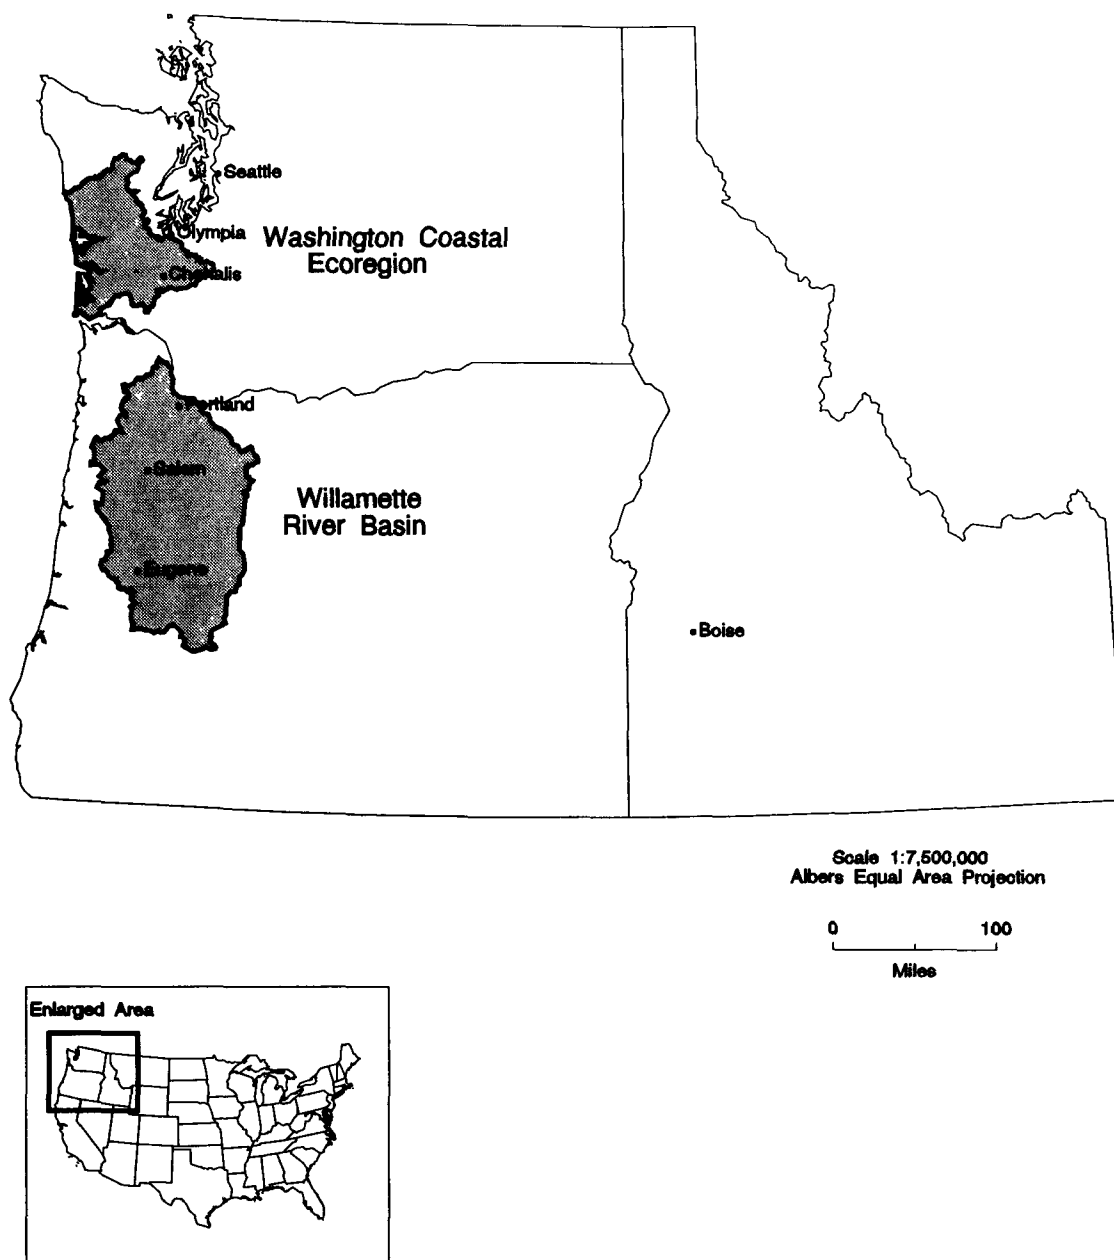 Seattle
Olympia
Washington Coastal
Ecoregion
Chehalis
Portland
Salem
Willamette
River Basin
Eugene
Boise
Scale 1:7,500,000
Albers Equal Area Projection
0 100
Miles
Enlarged Area